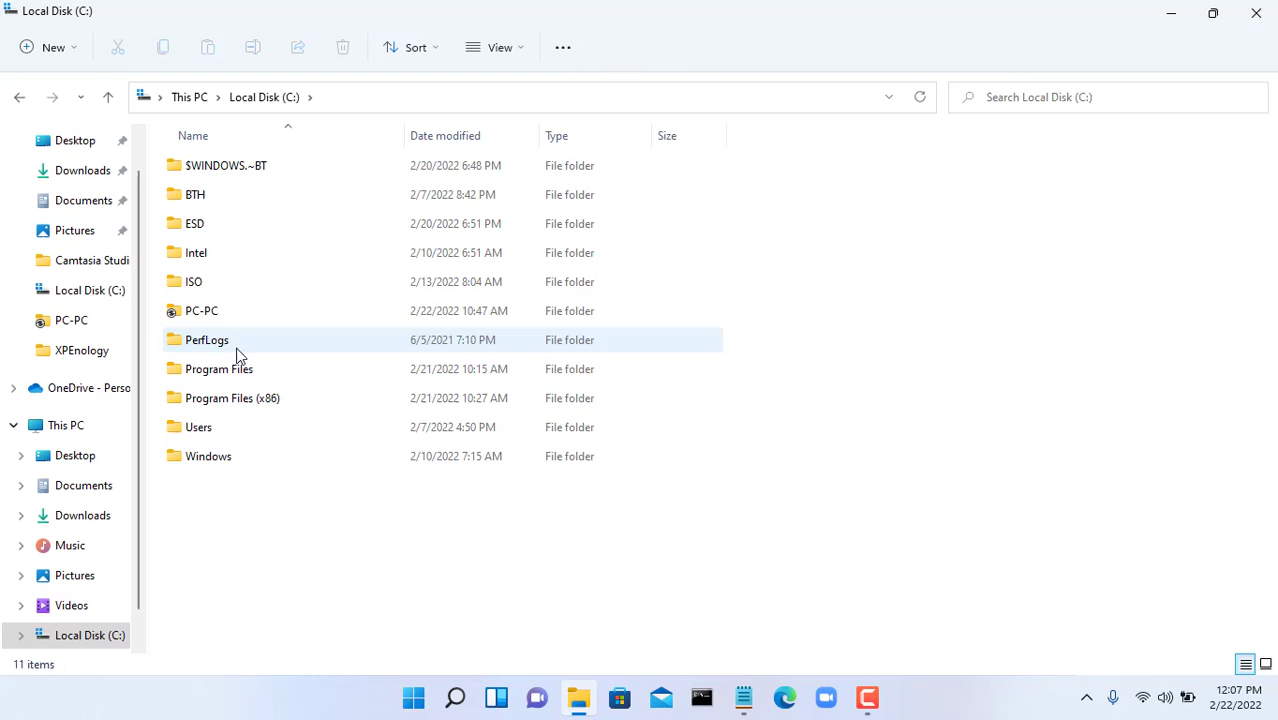 Local Disk (C:)
New
Sort
View
This PC
Local Disk (C:)
Search Local Disk (C:)
Name
Date modified
Type
Size
Desktop
Downloads
Documents
Pictures
Camtasia Studi
Local Disk (C:)
PC-PC
XPEnology
OneDrive - Perso
This PC
Desktop
Documents
Downloads
Music
Pictures
Videos
Local Disk (C:)
$WINDOWS.~BT 2/20/2022 6:48 PM File folder
BTH 2/7/2022 8:42 PM File folder
ESD 2/20/2022 6:51 PM File folder
Intel 2/10/2022 6:51 AM File folder
ISO 2/13/2022 8:04 AM File folder
PC-PC 2/22/2022 10:47 AM File folder
PerfLogs 6/5/2021 7:10 PM File folder
Program Files 2/21/2022 10:15 AM File folder
Program Files (x86) 2/21/2022 10:27 AM File folder
Users 2/7/2022 4:50 PM File folder
Windows 2/10/2022 7:15 AM File folder
11 items
12:07 PM
2/22/2022